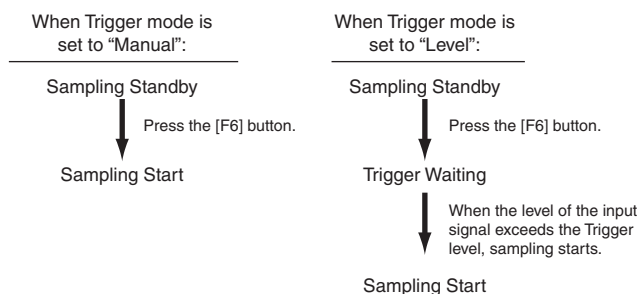 When Trigger mode is
set to “Manual”:
Sampling Standby
Press the [F6] button.
Sampling Start
When Trigger mode is
set to “Level”:
Sampling Standby
Press the [F6] button.
Trigger Waiting
When the level of the input
signal exceeds the Trigger
level, sampling starts.
Sampling Start